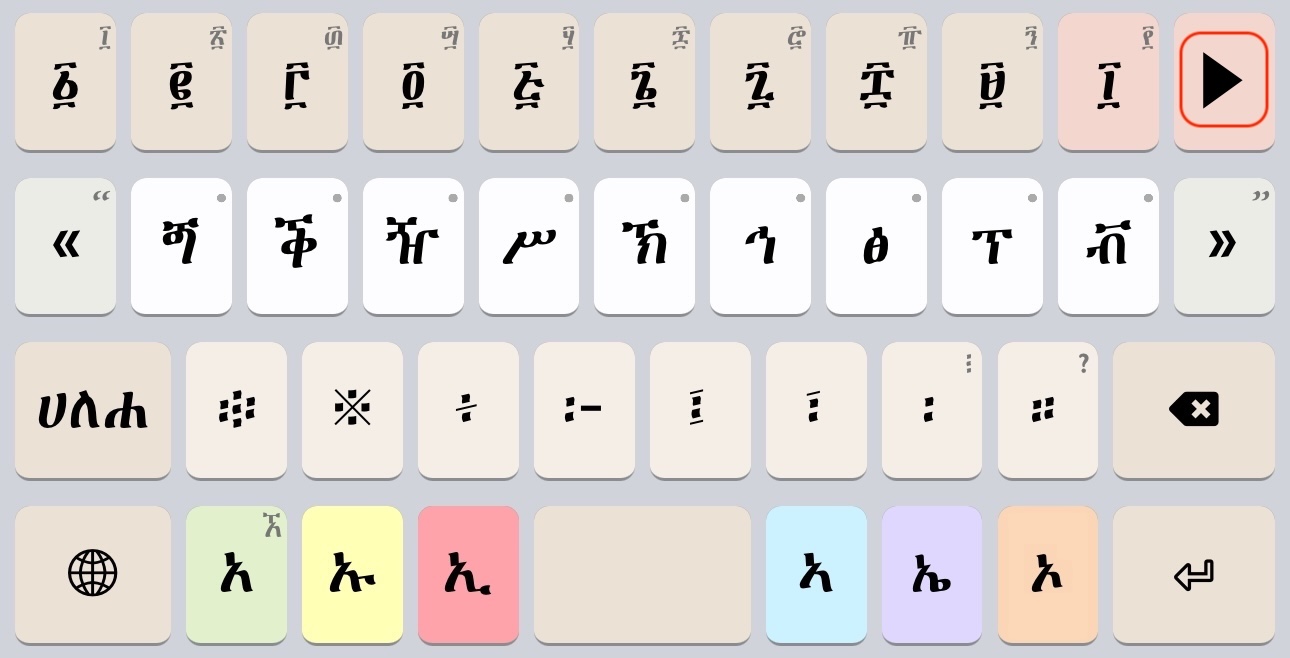 ፲ ፳ ፴ ፵ ፶ ፷ ፸ ፹ ፺ ፻
፩ ፪ ፫ ፬ ፭ ፮ ፯ ፰ ፱ ፲
“ ”
« ጝ ቕ ዥ ሥ ኽ ኅ ፅ ፕ ቭ »
፧ ?
ሀለሐ ፨ ※ ÷ ፦ ፤ ፣ ፡ ።
ኧ
አ ኡ ኢ ኣ ኤ ኦ